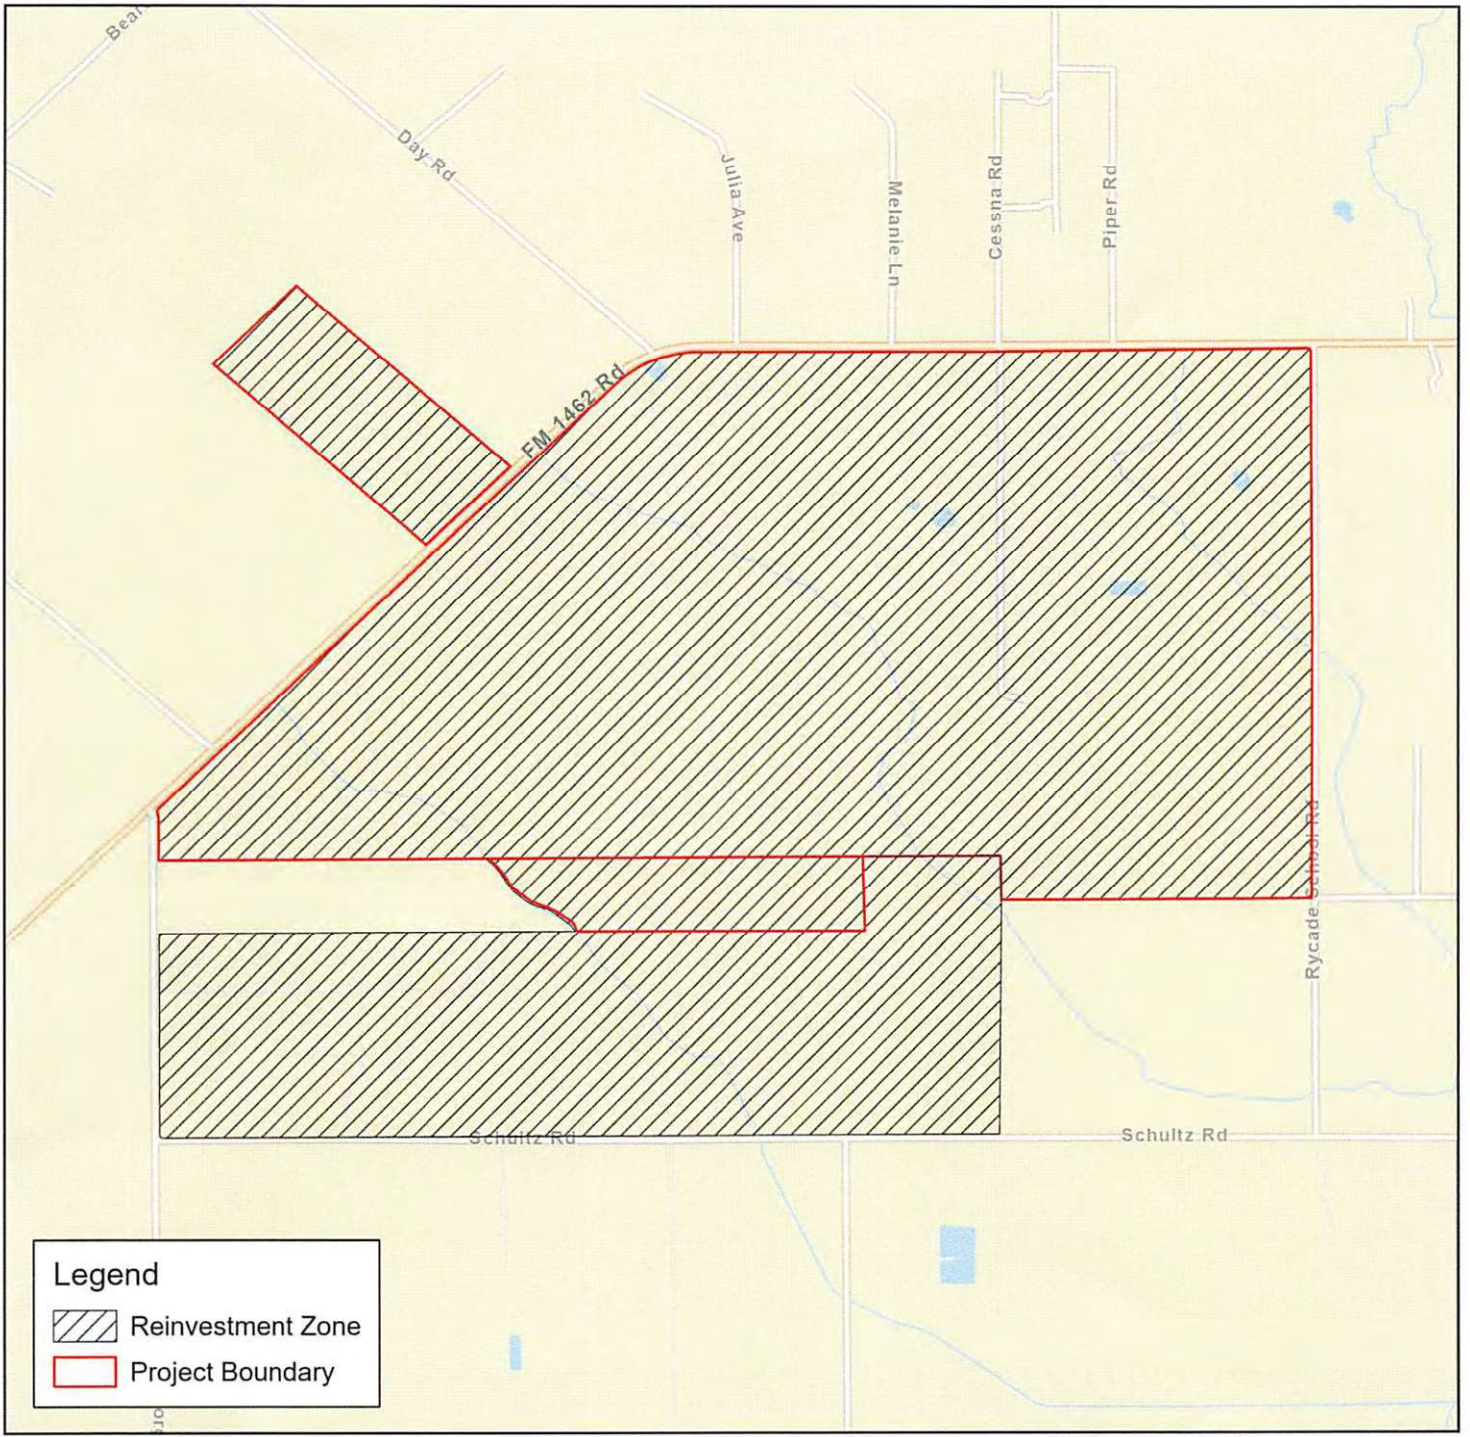 Day Rd
Julia Ave
Melanie Ln
Cessna Rd
Piper Rd
FM 1462 Rd
Rycade School Rd
Schultz Rd
Schultz Rd
Legend
Reinvestment Zone
Project Boundary